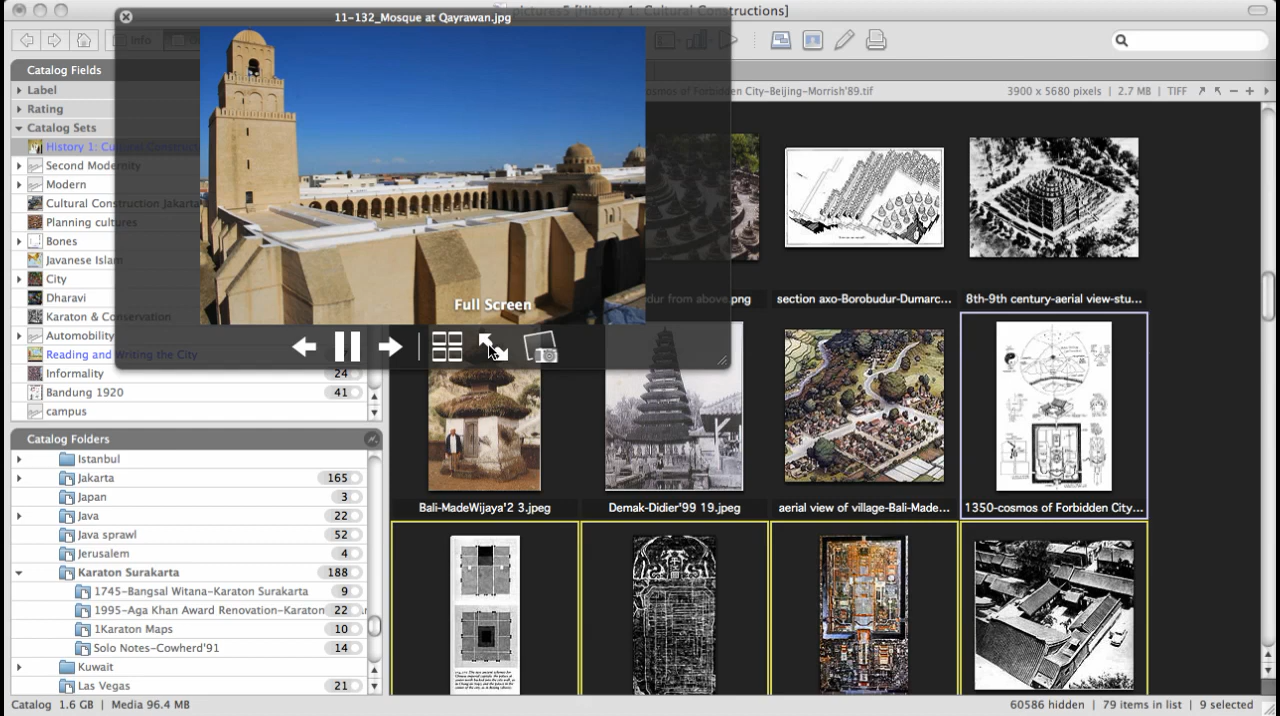 11-132_Mosque at Qayrawan.jpg
pictures5 [History 1: Cultural Constructions]
Info
Catalog Fields
osmos of Forbidden City-Beijing-Morrish'89.tif
3900 x 5680 pixels | 2.7 MB | TIFF
Label
Rating
Catalog Sets
History 1: Cultural Construct
Second Modernity
Modern
Cultural Construction Jakarta
Planning cultures
Bones
Javanese Islam
City
Dharavi
Karaton & Conservation
Automobility
Reading and Writing the City
Informality 24
Bandung 1920 41
campus
Full Screen
dur from above.png
section axo-Borobudur-Dumarc...
8th-9th century-aerial view-stu...
Bali-MadeWijaya'2 3.jpeg
Demak-Didier'99 19.jpeg
aerial view of village-Bali-Made...
1350-cosmos of Forbidden City...
Catalog Folders
Istanbul
Jakarta 165
Japan 3
Java 22
Java sprawl 52
Jerusalem 4
Karaton Surakarta 188
1745-Bangsal Witana-Karaton Surakarta 9
1995-Aga Khan Award Renovation-Karaton 22
1Karaton Maps 10
Solo Notes-Cowherd'91 14
Kuwait
Las Vegas 21
Catalog 1.6 GB | Media 96.4 MB
60586 hidden | 79 items in list | 9 selected